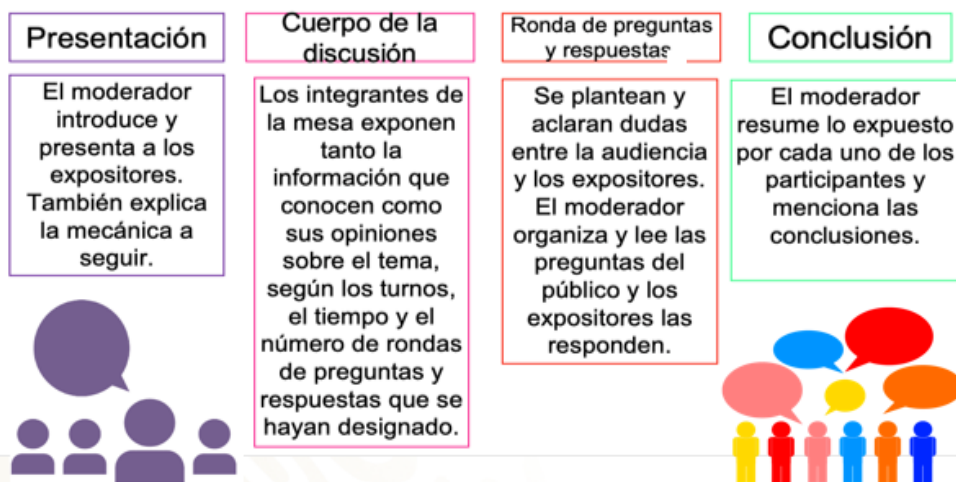 Presentación
El moderador
introduce y
presenta a los
expositores.
También explica
la mecánica a
seguir.
Cuerpo de la
discusión
Los integrantes de
la mesa exponen
tanto la
información que
conocen como
sus opiniones
sobre el tema,
según los turnos,
el tiempo y el
número de rondas
de preguntas y
respuestas que se
hayan designado.
Ronda de preguntas
y respuestas
Se plantean y
aclaran dudas
entre la audiencia
y los expositores.
El moderador
organiza y lee las
preguntas del
público y los
expositores las
responden.
Conclusión
El moderador
resume lo expuesto
por cada uno de los
participantes y
menciona las
conclusiones.